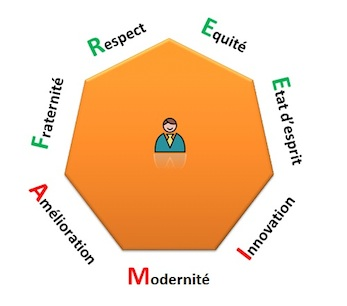 Respect
Equité
Etat d'esprit
Innovation
Modernité
Amélioration
Fraternité